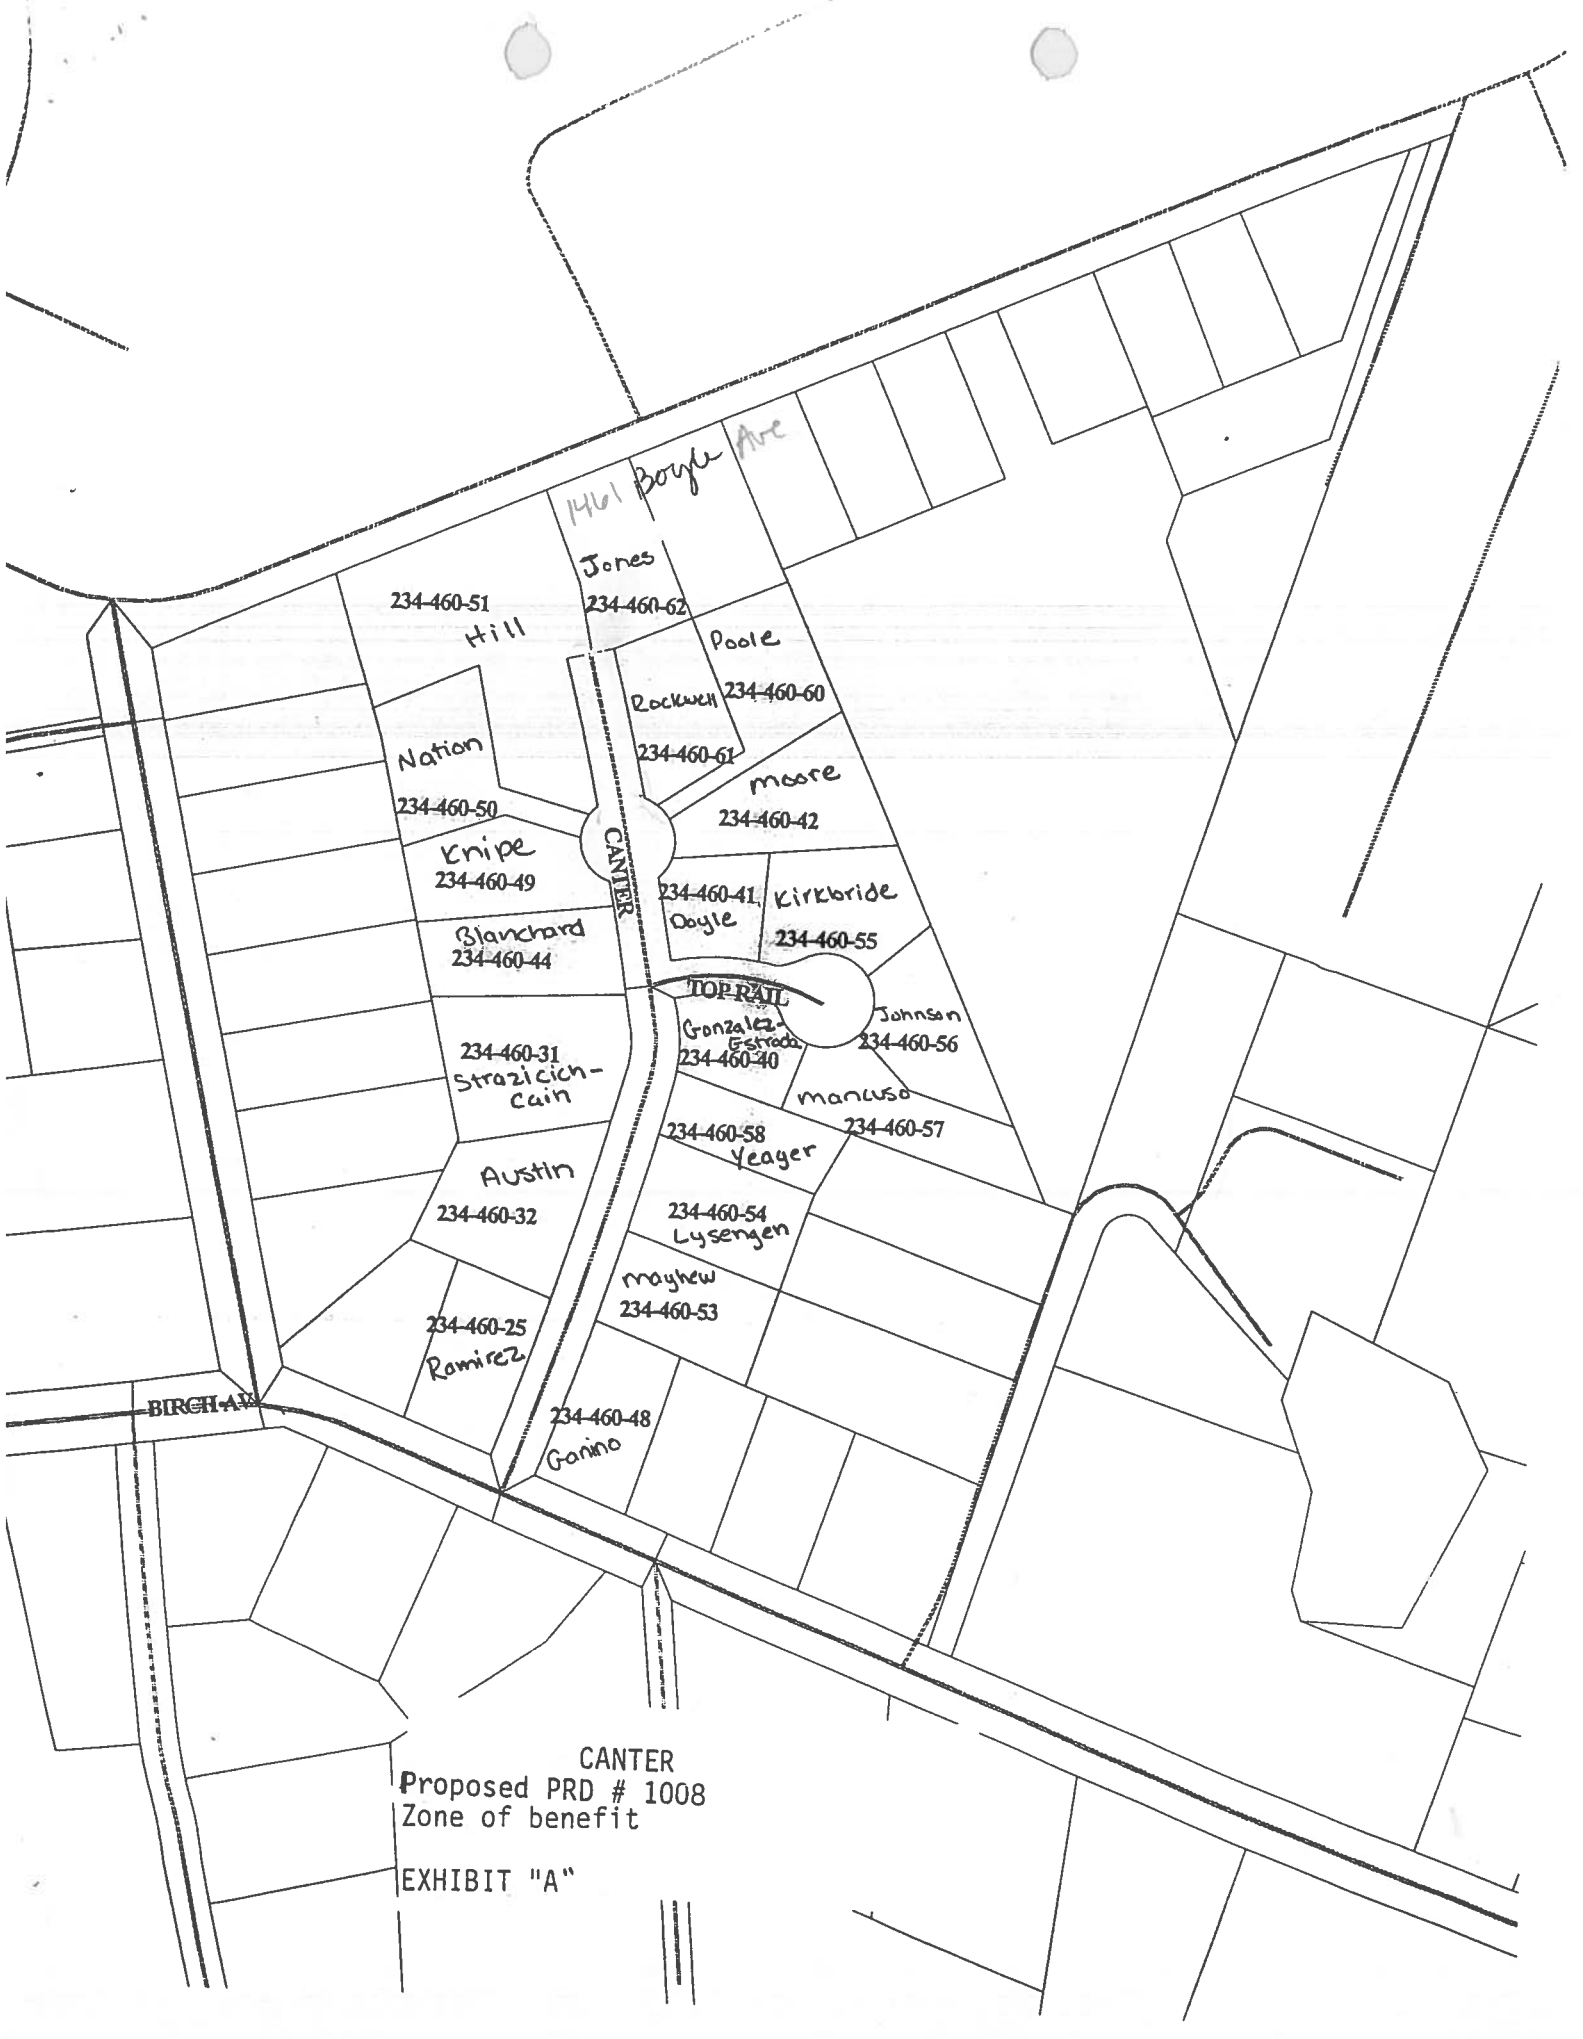 1461 Boyle Ave
Jones
234-460-62
234-460-51
Hill
Poole
234-460-60
Rockwell
234-460-61
Nation
234-460-50
moore
234-460-42
Knipe
234-460-49
CANTER
234-460-41
Doyle
Kirkbride
234-460-55
Blanchard
234-460-44
TOP RAIL
Gonzalez-
Estrada
234-460-40
Johnson
234-460-56
234-460-31
Strazicich-
Cain
mancuso
234-460-57
234-460-58
Yeager
Austin
234-460-32
234-460-54
Lysengen
mayhew
234-460-53
234-460-25
Ramirez
BIRCH AV
234-460-48
Ganino
CANTER
Proposed PRD # 1008
Zone of benefit
EXHIBIT "A"